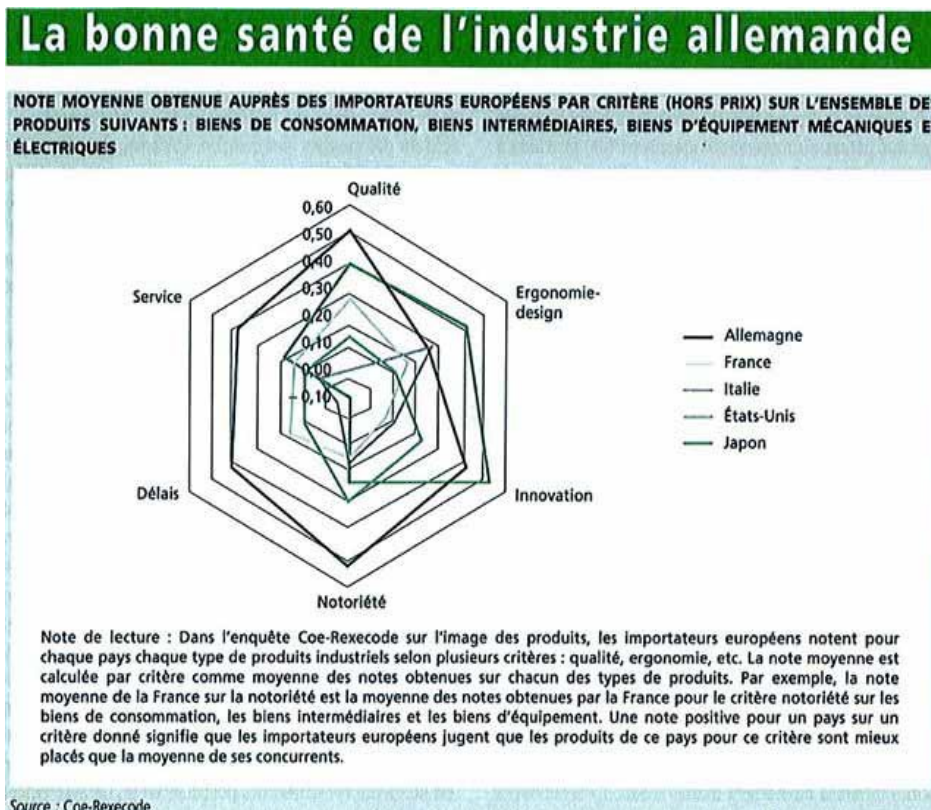 La bonne santé de l'industrie allemande
NOTE MOYENNE OBTENUE AUPRÈS DES IMPORTATEURS EUROPÉENS PAR CRITÈRE (HORS PRIX) SUR L'ENSEMBLE DE
PRODUITS SUIVANTS : BIENS DE CONSOMMATION, BIENS INTERMÉDIAIRES, BIENS D'ÉQUIPEMENT MÉCANIQUES E
ÉLECTRIQUES
Qualité
0,60
0,50
0,40
0,30
0,20
0,10
0,00
– 0,10
Service
Ergonomie-
design
Allemagne
France
Italie
États-Unis
Japon
Délais
Innovation
Notoriété
Note de lecture : Dans l'enquête Coe-Rexecode sur l'image des produits, les importateurs européens notent pour
chaque pays chaque type de produits industriels selon plusieurs critères : qualité, ergonomie, etc. La note moyenne est
calculée par critère comme moyenne des notes obtenues sur chacun des types de produits. Par exemple, la note
moyenne de la France sur la notoriété est la moyenne des notes obtenues par la France pour le critère notoriété sur les
biens de consommation, les biens intermédiaires et les biens d'équipement. Une note positive pour un pays sur un
critère donné signifie que les importateurs européens jugent que les produits de ce pays pour ce critère sont mieux
placés que la moyenne de ses concurrents.
Source : Coe-Rexecode